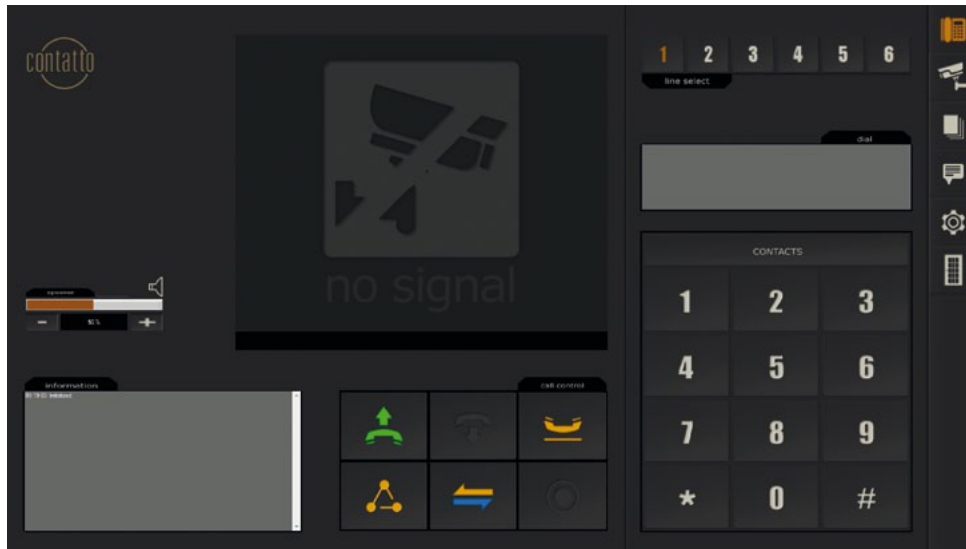 contatto
no signal
1 2 3 4 5 6
line select
dial
CONTACTS
1 2 3
4 5 6
7 8 9
* 0 #
information
call control